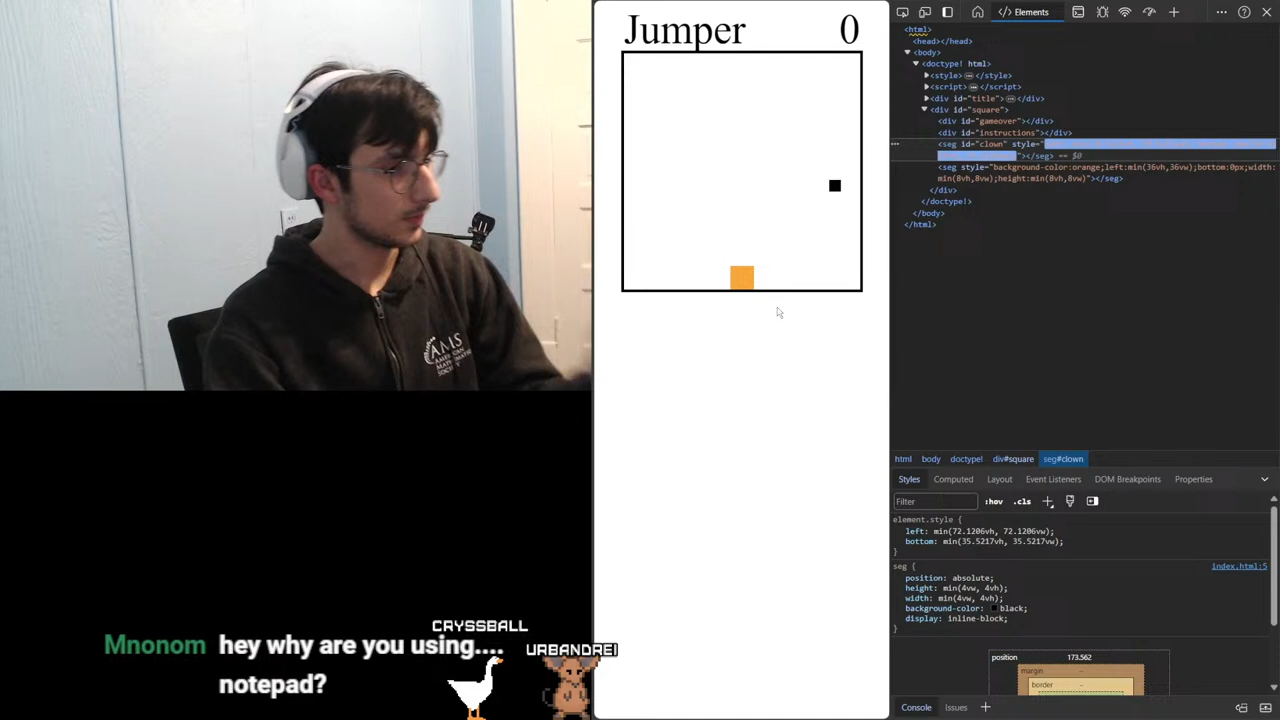 Jumper 0
Elements
<html>
<head></head>
<body>
<doctype! html>
<style>…</style>
<script>…</script>
<div id="title">…</div>
<div id="square">
<div id="gameover"></div>
<div id="instructions"></div>
<seg id="clown" style="
"></seg> == $0
<seg style="background-color:orange;left:min(36vh,36vw);bottom:0px;width:
min(8vh,8vw);height:min(8vh,8vw)"></seg>
</div>
</doctype!>
</body>
</html>
AMS
AMERICAN
MATHEMATICAL
SOCIETY
html body doctype! div#square seg#clown
Styles Computed Layout Event Listeners DOM Breakpoints Properties
Filter :hov .cls
element.style {
left: min(72.1206vh, 72.1206vw);
bottom: min(35.5217vh, 35.5217vw);
}
seg { index.html:5
position: absolute;
height: min(4vw, 4vh);
width: min(4vw, 4vh);
background-color: black;
display: inline-block;
}
position 173.562
margin –
border –
Console Issues
CRYSSBALL
URBANDREI
Mnonom hey why are you using....
notepad?